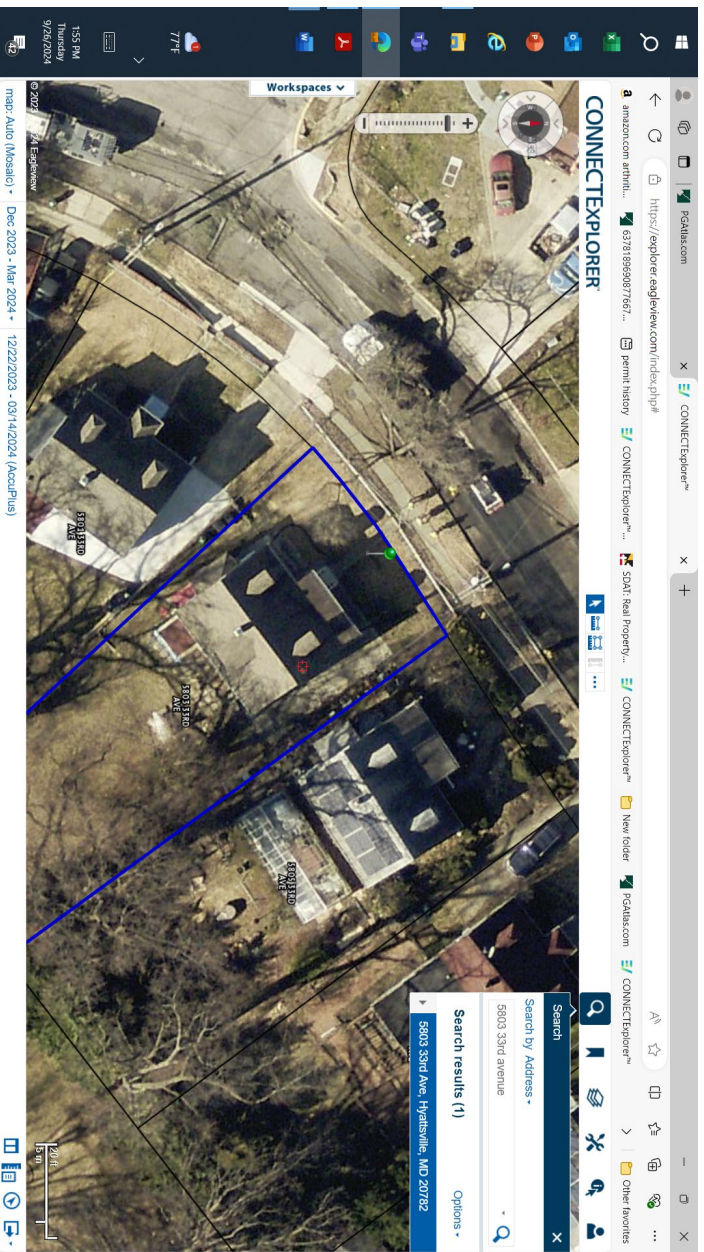 PGAtlas.com
CONNECTExplorer™
https://explorer.eagleview.com/index.php#
amazon.com arthriti...
6378189690877667...
permit history
CONNECTExplorer™...
SDAT: Real Property...
CONNECTExplorer™
New folder
PGAtlas.com
CONNECTExplorer™
Other favorites
CONNECTEXPLORER™
Workspaces
Search
Search by Address
5803 33rd avenue
Search results (1)
Options
5803 33rd Ave, Hyattsville, MD 20782
5801 33RD
AVE
5803 33RD
AVE
5805 33RD
AVE
20 ft
5 m
map: Auto (Mosaic)
Dec 2023 - Mar 2024
12/22/2023 - 03/14/2024 (AccuPlus)
77°F
1:55 PM
Thursday
9/26/2024
42